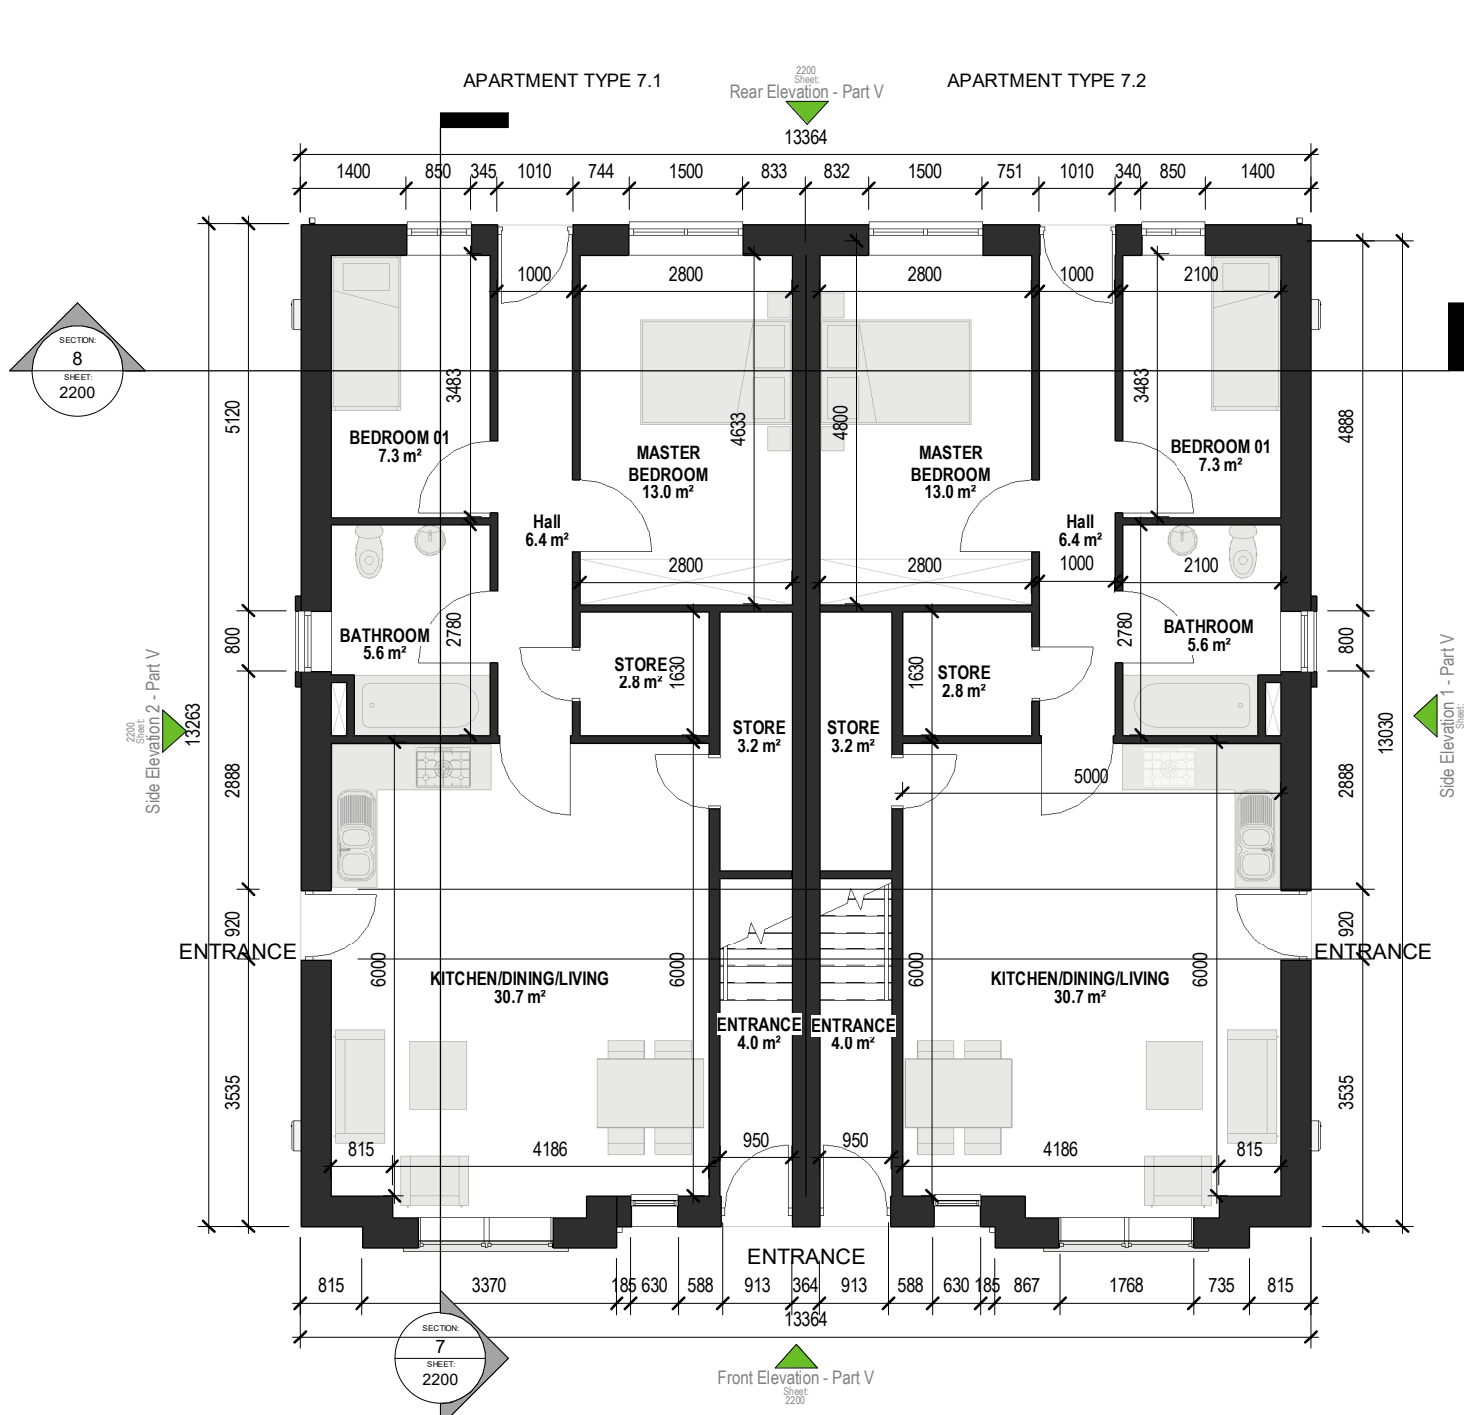 APARTMENT TYPE 7.1
2200
Sheet:
Rear Elevation - Part V
APARTMENT TYPE 7.2
13364
1400 850 345 1010 744 1500 833 832 1500 751 1010 340 850 1400
1000 2800 2800 1000 2100
SECTION:
8
SHEET:
2200
5120
3483
4633
4800
3483
4888
BEDROOM 01
7.3 m²
MASTER
BEDROOM
13.0 m²
MASTER
BEDROOM
13.0 m²
BEDROOM 01
7.3 m²
Hall
6.4 m²
Hall
6.4 m²
2800 2800 1000 2100
800
BATHROOM
5.6 m²
2780
STORE
2.8 m²
1630
1630
STORE
2.8 m²
2780
BATHROOM
5.6 m²
800
2200
Sheet:
Side Elevation 2 - Part V
13263
STORE
3.2 m²
STORE
3.2 m²
13030
Side Elevation 1 - Part V
Sheet:
2888
5000
2888
920
ENTRANCE
6000
KITCHEN/DINING/LIVING
30.7 m²
6000
6000
KITCHEN/DINING/LIVING
30.7 m²
6000
920
ENTRANCE
ENTRANCE
4.0 m²
ENTRANCE
4.0 m²
3535
3535
815 4186 950 950 4186 815
ENTRANCE
815 3370 185 630 588 913 364 913 588 630 185 867 1768 735 815
13364
SECTION:
7
SHEET:
2200
Front Elevation - Part V
Sheet:
2200